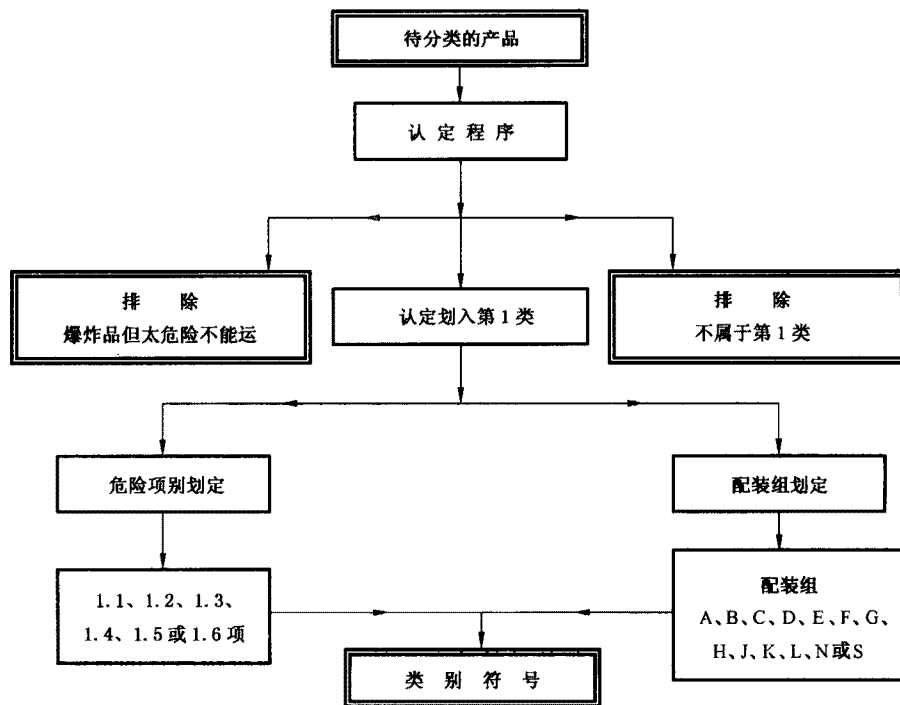 待分类的产品
认定程序
排 除
爆炸品但太危险不能运
认定划入第1类
排 除
不属于第1类
危险项别划定
配装组划定
1.1、1.2、1.3、
1.4、1.5或1.6项
配装组
A、B、C、D、E、F、G、
H、J、K、L、N或S
类 别 符 号